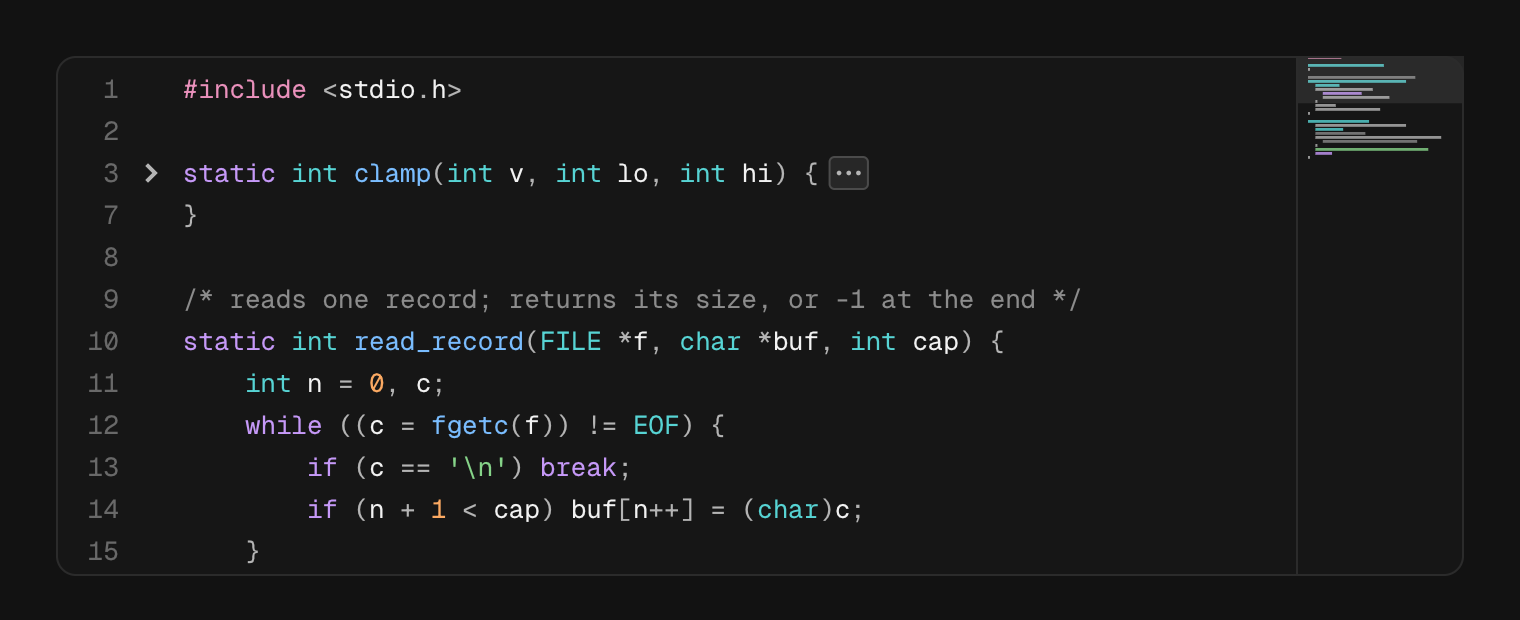 1 #include <stdio.h>
2
3 static int clamp(int v, int lo, int hi) { ···
7 }
8
9 /* reads one record; returns its size, or -1 at the end */
10 static int read_record(FILE *f, char *buf, int cap) {
11     int n = 0, c;
12     while ((c = fgetc(f)) != EOF) {
13         if (c == '\n') break;
14         if (n + 1 < cap) buf[n++] = (char)c;
15     }